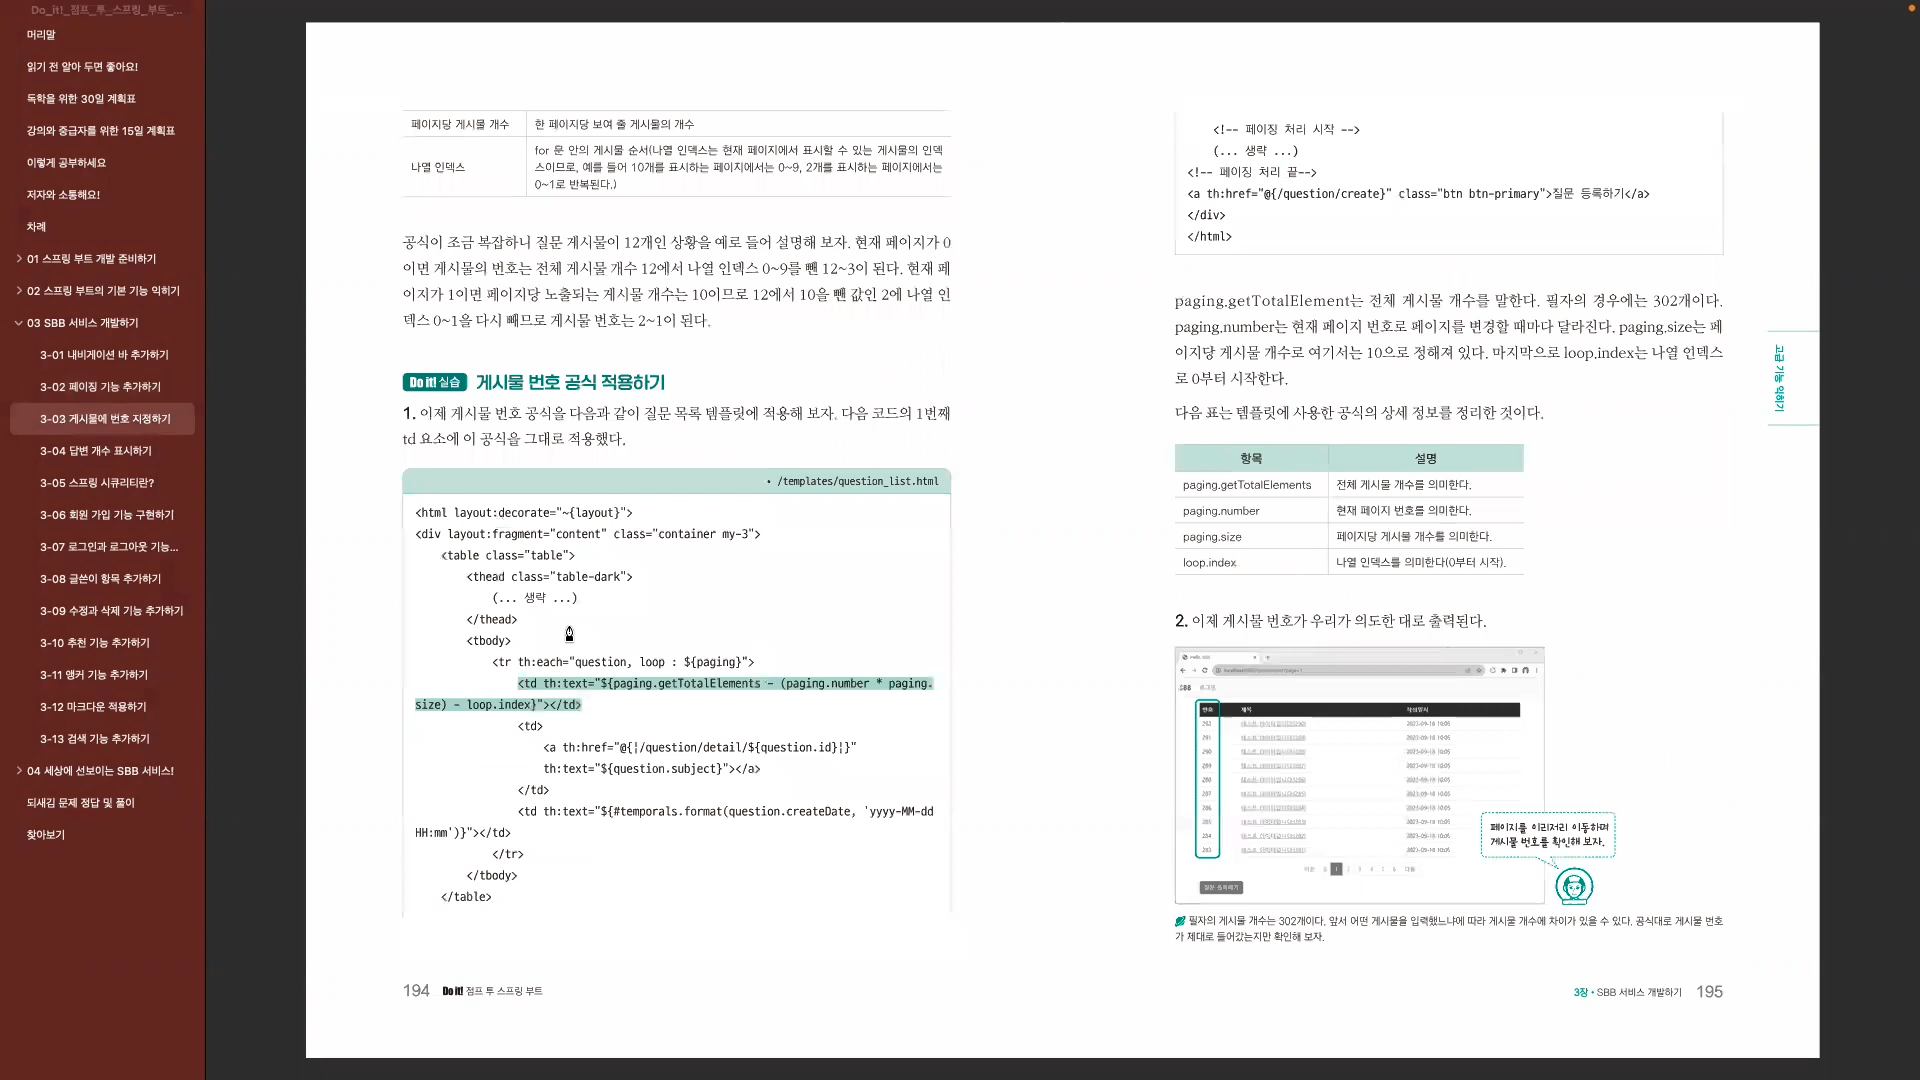 Do_it!_점프_투_스프링_부트_...
머리말
읽기 전 알아 두면 좋아요!
독학을 위한 30일 계획표
강의와 중급자를 위한 15일 계획표
이렇게 공부하세요
저자와 소통해요!
차례
01 스프링 부트 개발 준비하기
02 스프링 부트의 기본 기능 익히기
03 SBB 서비스 개발하기
3-01 내비게이션 바 추가하기
3-02 페이징 기능 추가하기
3-03 게시물에 번호 지정하기
3-04 답변 개수 표시하기
3-05 스프링 시큐리티란?
3-06 회원 가입 기능 구현하기
3-07 로그인과 로그아웃 기능...
3-08 글쓴이 항목 추가하기
3-09 수정과 삭제 기능 추가하기
3-10 추천 기능 추가하기
3-11 앵커 기능 추가하기
3-12 마크다운 적용하기
3-13 검색 기능 추가하기
04 세상에 선보이는 SBB 서비스!
되새김 문제 정답 및 풀이
찾아보기
페이지당 게시물 개수 한 페이지당 보여 줄 게시물의 개수
나열 인덱스 for 문 안의 게시물 순서(나열 인덱스는 현재 페이지에서 표시할 수 있는 게시물의 인덱
스이므로, 예를 들어 10개를 표시하는 페이지에서는 0~9, 2개를 표시하는 페이지에서는
0~1로 반복된다.)
공식이 조금 복잡하니 질문 게시물이 12개인 상황을 예로 들어 설명해 보자. 현재 페이지가 0
이면 게시물의 번호는 전체 게시물 개수 12에서 나열 인덱스 0~9를 뺀 12~3이 된다. 현재 페
이지가 1이면 페이지당 노출되는 게시물 개수는 10이므로 12에서 10을 뺀 값인 2에 나열 인
덱스 0~1을 다시 빼므로 게시물 번호는 2~1이 된다.
Do it! 실습 게시물 번호 공식 적용하기
1. 이제 게시물 번호 공식을 다음과 같이 질문 목록 템플릿에 적용해 보자. 다음 코드의 1번째
td 요소에 이 공식을 그대로 적용했다.
• /templates/question_list.html
<html layout:decorate="~{layout}">
<div layout:fragment="content" class="container my-3">
<table class="table">
<thead class="table-dark">
(... 생략 ...)
</thead>
<tbody>
<tr th:each="question, loop : ${paging}">
<td th:text="${paging.getTotalElements - (paging.number * paging.
size) - loop.index}"></td>
<td>
<a th:href="@{|/question/detail/${question.id}|}"
th:text="${question.subject}"></a>
</td>
<td th:text="${#temporals.format(question.createDate, 'yyyy-MM-dd
HH:mm')}"></td>
</tr>
</tbody>
</table>
194 Do it! 점프 투 스프링 부트
<!-- 페이징 처리 시작 -->
(... 생략 ...)
<!-- 페이징 처리 끝-->
<a th:href="@{/question/create}" class="btn btn-primary">질문 등록하기</a>
</div>
</html>
paging.getTotalElement는 전체 게시물 개수를 말한다. 필자의 경우에는 302개이다.
paging.number는 현재 페이지 번호로 페이지를 변경할 때마다 달라진다. paging.size는 페
이지당 게시물 개수로 여기서는 10으로 정해져 있다. 마지막으로 loop.index는 나열 인덱스
로 0부터 시작한다.
다음 표는 템플릿에 사용한 공식의 상세 정보를 정리한 것이다.
항목 설명
paging.getTotalElements 전체 게시물 개수를 의미한다.
paging.number 현재 페이지 번호를 의미한다.
paging.size 페이지당 게시물 개수를 의미한다.
loop.index 나열 인덱스를 의미한다(0부터 시작).
2. 이제 게시물 번호가 우리가 의도한 대로 출력된다.
SBB 로그인
번호 제목 작성일시
292
291
290
289
288
287
286
285
284
283
페이지를 이리저리 이동하며
게시물 번호를 확인해 보자.
필자의 게시물 개수는 302개이다. 앞서 어떤 게시물을 입력했느냐에 따라 게시물 개수에 차이가 있을 수 있다. 공식대로 게시물 번호
가 제대로 들어갔는지만 확인해 보자.
고급 기능 익히기
3장 • SBB 서비스 개발하기 195